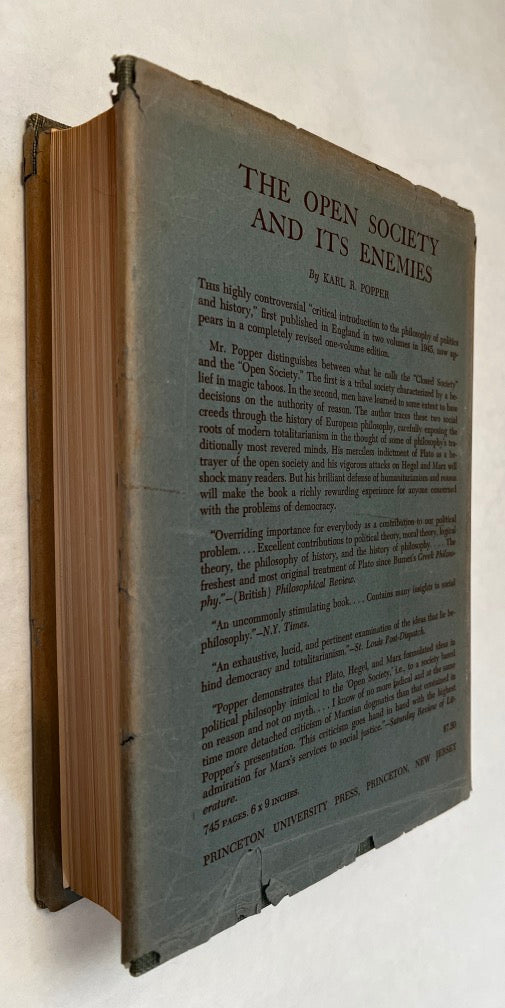 THE OPEN SOCIETY
AND ITS ENEMIES
By KARL R. POPPER
THIS highly controversial "critical introduction to the philosophy of politics
and history," first published in England in two volumes in 1945, now ap-
pears in a completely revised one-volume edition.
Mr. Popper distinguishes between what he calls the "Closed Society"
and the "Open Society." The first is a tribal society characterized by a be-
lief in magic taboos. In the second, men have learned to some extent to base
decisions on the authority of reason. The author traces these two social
creeds through the history of European philosophy, carefully exposing the
roots of modern totalitarianism in the thought of some of philosophy's tra-
ditionally most revered minds. His merciless indictment of Plato as a be-
trayer of the open society and his vigorous attacks on Hegel and Marx will
shock many readers. But his brilliant defense of humanitarianism and reason
will make the book a richly rewarding experience for anyone concerned
with the problems of democracy.
"Overriding importance for everybody as a contribution to our political
problem. . . . Excellent contributions to political theory, moral theory, logical
theory, the philosophy of history, and the history of philosophy. . . . The
freshest and most original treatment of Plato since Burnet's Greek Philoso-
phy."—(British) Philosophical Review.
"An uncommonly stimulating book. . . . Contains many insights in social
philosophy."—N.Y. Times.
"An exhaustive, lucid, and pertinent examination of the ideas that lie be-
hind democracy and totalitarianism."—St. Louis Post-Dispatch.
"Popper demonstrates that Plato, Hegel, and Marx formulated ideas in
political philosophy inimical to the 'Open Society,' i.e., to a society based
on reason and not on myth. . . . I know of no more radical and at the same
time more detached criticism of Marxian dogmatics than that contained in
Popper's presentation. This criticism goes hand in hand with the highest
admiration for Marx's services to social justice."—Saturday Review of Lit-
erature.
$7.50
745 PAGES. 6 x 9 INCHES.
PRINCETON UNIVERSITY PRESS, PRINCETON, NEW JERSEY